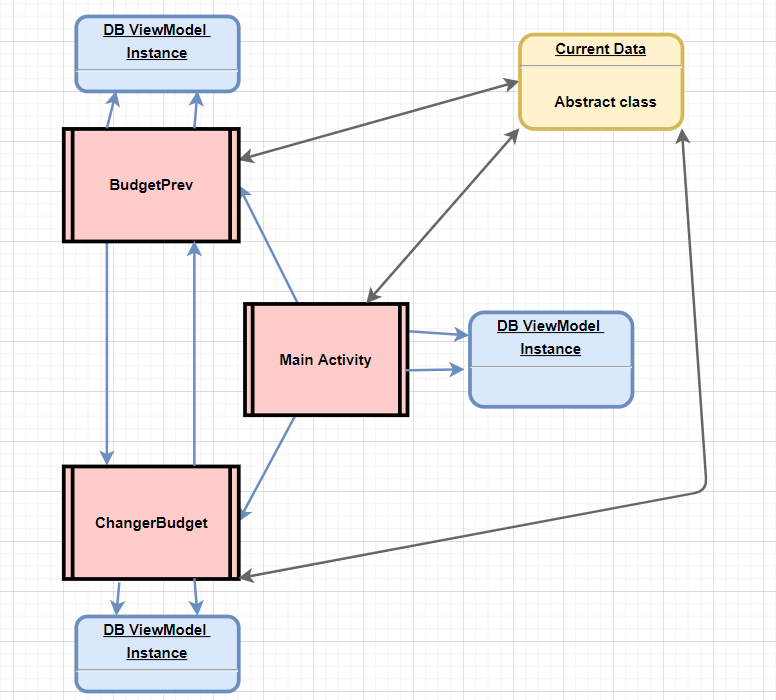 DB ViewModel
Instance
Current Data
Abstract class
BudgetPrev
DB ViewModel
Instance
Main Activity
ChangerBudget
DB ViewModel
Instance